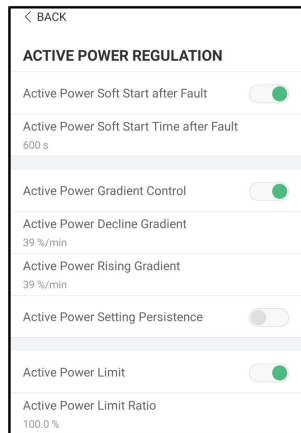 < BACK
ACTIVE POWER REGULATION
Active Power Soft Start after Fault
Active Power Soft Start Time after Fault
600 s
Active Power Gradient Control
Active Power Decline Gradient
39 %/min
Active Power Rising Gradient
39 %/min
Active Power Setting Persistence
Active Power Limit
Active Power Limit Ratio
100.0 %